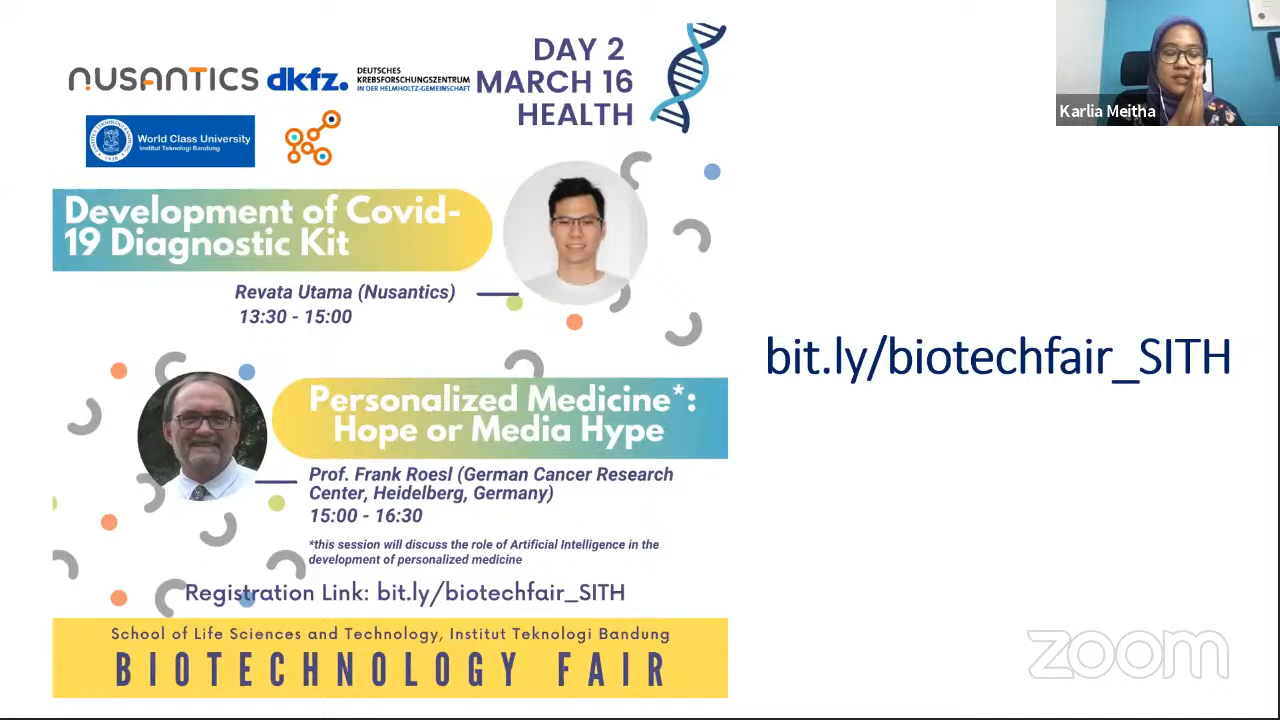 NUSANTICS
dkfz.
DEUTSCHES
KREBSFORSCHUNGSZENTRUM
IN DER HELMHOLTZ-GEMEINSCHAFT
DAY 2
MARCH 16
HEALTH
World Class University
Institut Teknologi Bandung
Karlia Meitha
Development of Covid-
19 Diagnostic Kit
Revata Utama (Nusantics)
13:30 - 15:00
bit.ly/biotechfair_SITH
Personalized Medicine*:
Hope or Media Hype
Prof. Frank Roesl (German Cancer Research
Center, Heidelberg, Germany)
15:00 - 16:30
*this session will discuss the role of Artificial Intelligence in the
development of personalized medicine
Registration Link: bit.ly/biotechfair_SITH
School of Life Sciences and Technology, Institut Teknologi Bandung
BIOTECHNOLOGY FAIR
zoom